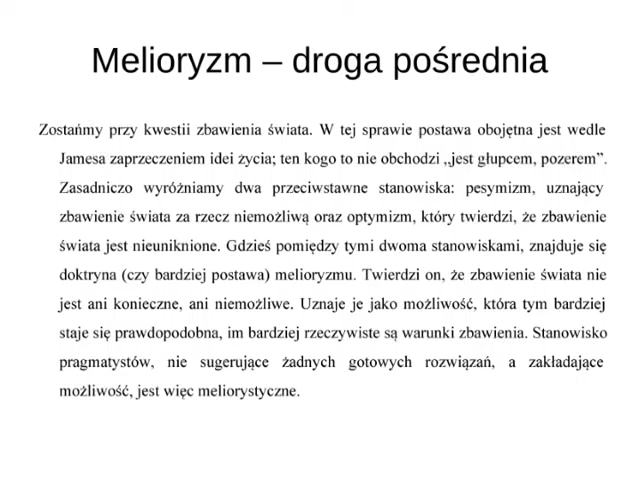 Melioryzm – droga pośrednia
Zostańmy przy kwestii zbawienia świata. W tej sprawie postawa obojętna jest wedle
Jamesa zaprzeczeniem idei życia; ten kogo to nie obchodzi „jest głupcem, pozerem”.
Zasadniczo wyróżniamy dwa przeciwstawne stanowiska: pesymizm, uznający
zbawienie świata za rzecz niemożliwą oraz optymizm, który twierdzi, że zbawienie
świata jest nieuniknione. Gdzieś pomiędzy tymi dwoma stanowiskami, znajduje się
doktryna (czy bardziej postawa) melioryzmu. Twierdzi on, że zbawienie świata nie
jest ani konieczne, ani niemożliwe. Uznaje je jako możliwość, która tym bardziej
staje się prawdopodobna, im bardziej rzeczywiste są warunki zbawienia. Stanowisko
pragmatystów, nie sugerujące żadnych gotowych rozwiązań, a zakładające
możliwość, jest więc meliorystyczne.